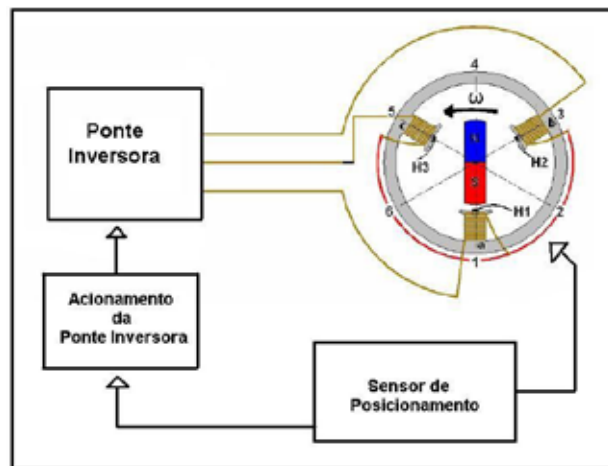 Ponte
Inversora
Acionamento
da
Ponte Inversora
Sensor de
Posicionamento
4
5
ω
3
H3
H2
6
H1
2
1